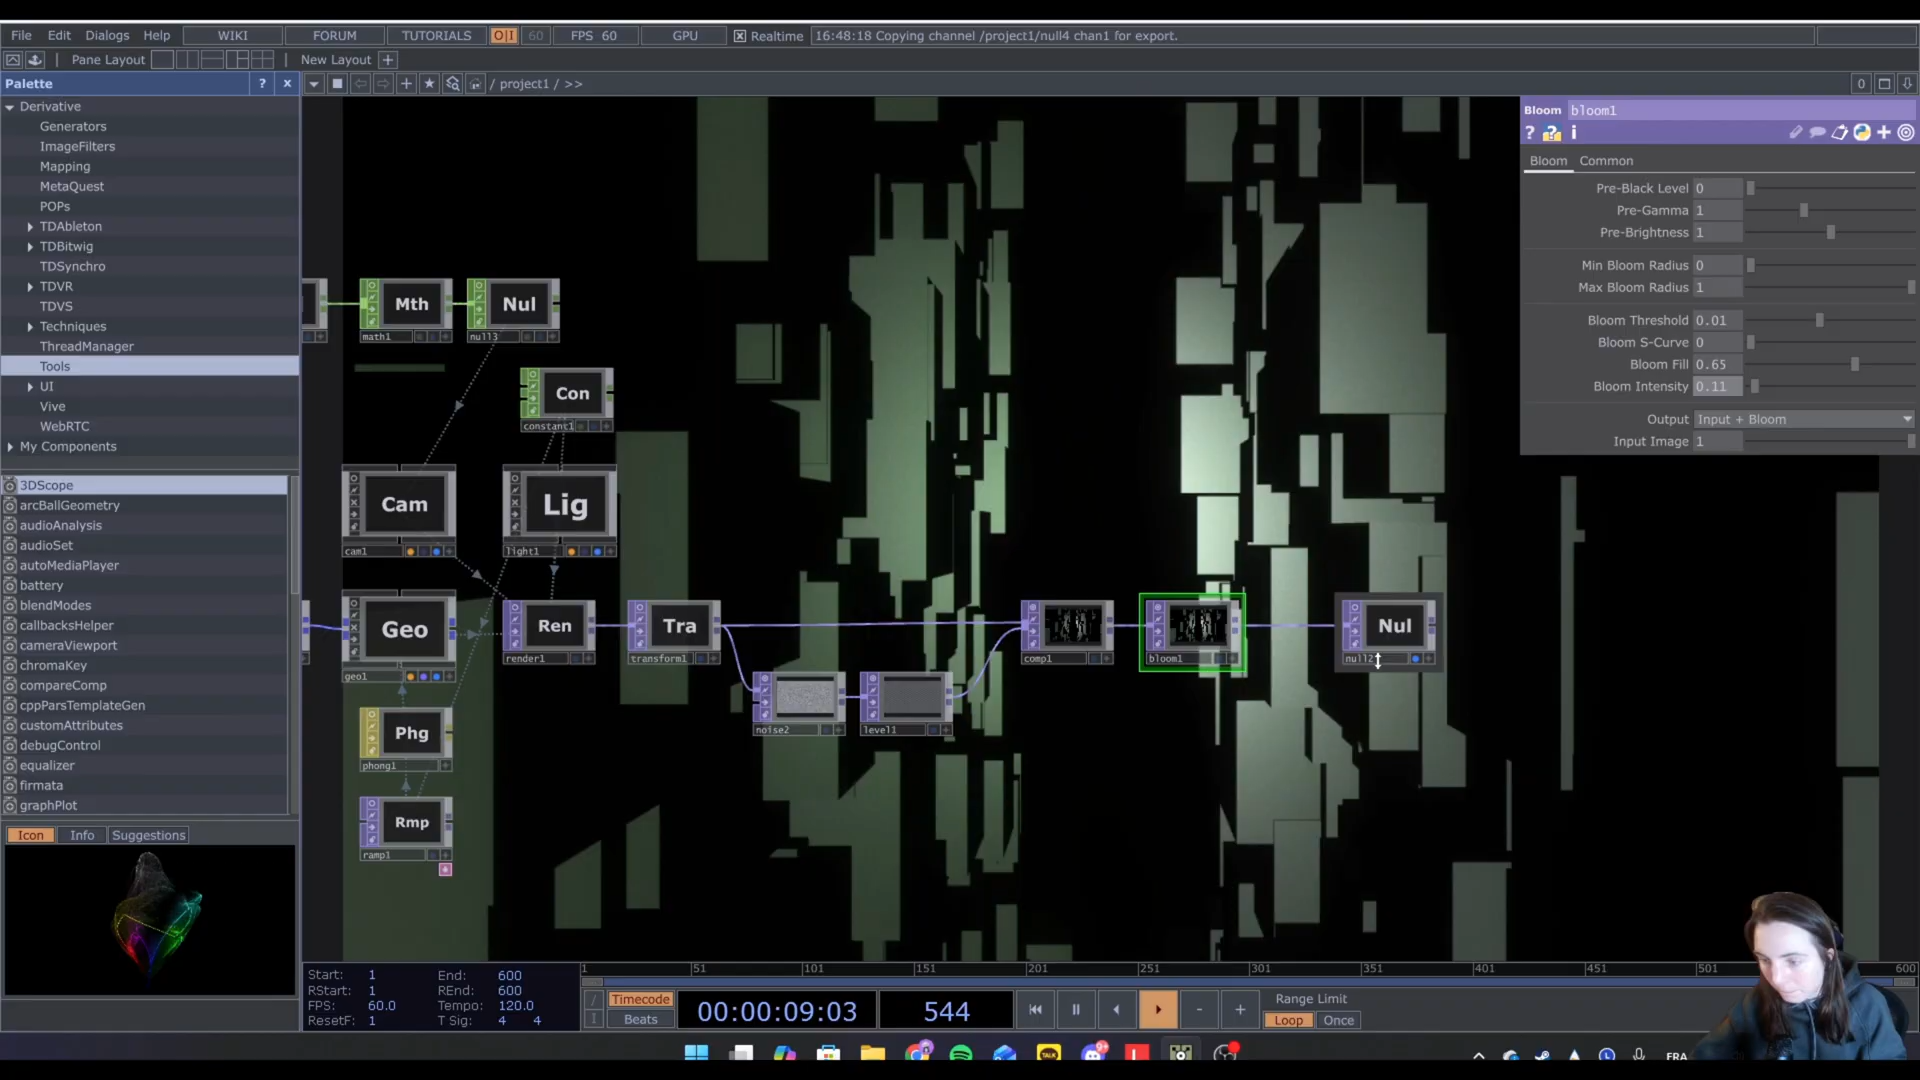 File Edit Dialogs Help WIKI FORUM TUTORIALS O|I 60 FPS 60 GPU Realtime 16:48:18 Copying channel /project1/null4 chan1 for export.
Pane Layout New Layout
Palette ? x / project1 / >> 0
Derivative
Generators
ImageFilters
Mapping
MetaQuest
POPs
TDAbleton
TDBitwig
TDSynchro
TDVR
TDVS
Techniques
ThreadManager
Tools
UI
Vive
WebRTC
My Components
3DScope
arcBallGeometry
audioAnalysis
audioSet
autoMediaPlayer
battery
blendModes
callbacksHelper
cameraViewport
chromaKey
compareComp
cppParsTemplateGen
customAttributes
debugControl
equalizer
firmata
graphPlot
Icon Info Suggestions
Mth
math1
Nul
null3
Con
constant1
Cam
cam1
Lig
light1
Geo
geo1
Ren
render1
Tra
transform1
Phg
phong1
Rmp
ramp1
noise2
level1
comp1
bloom1
Nul
null2
Bloom bloom1
? ? i
Bloom Common
Pre-Black Level 0
Pre-Gamma 1
Pre-Brightness 1
Min Bloom Radius 0
Max Bloom Radius 1
Bloom Threshold 0.01
Bloom S-Curve 0
Bloom Fill 0.65
Bloom Intensity 0.11
Output Input + Bloom
Input Image 1
1 51 101 151 201 251 301 351 401 451 501 551 600
Start: 1 End: 600
RStart: 1 REnd: 600
FPS: 60.0 Tempo: 120.0
ResetF: 1 T Sig: 4 4
Timecode
Beats
00:00:09:03 544
Range Limit
Loop Once
TALK
FRA